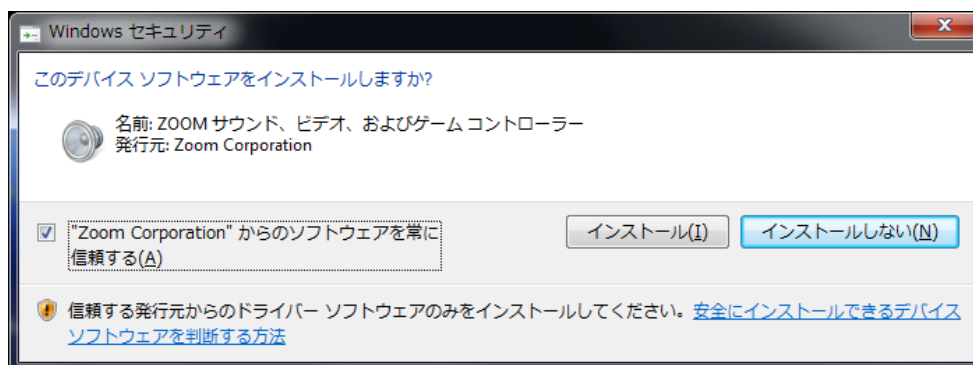 Windows セキュリティ
このデバイス ソフトウェアをインストールしますか?
名前: ZOOM サウンド、ビデオ、およびゲーム コントローラー
発行元: Zoom Corporation
"Zoom Corporation" からのソフトウェアを常に
信頼する(A)
インストール(I)
インストールしない(N)
信頼する発行元からのドライバー ソフトウェアのみをインストールしてください。安全にインストールできるデバイス
ソフトウェアを判断する方法